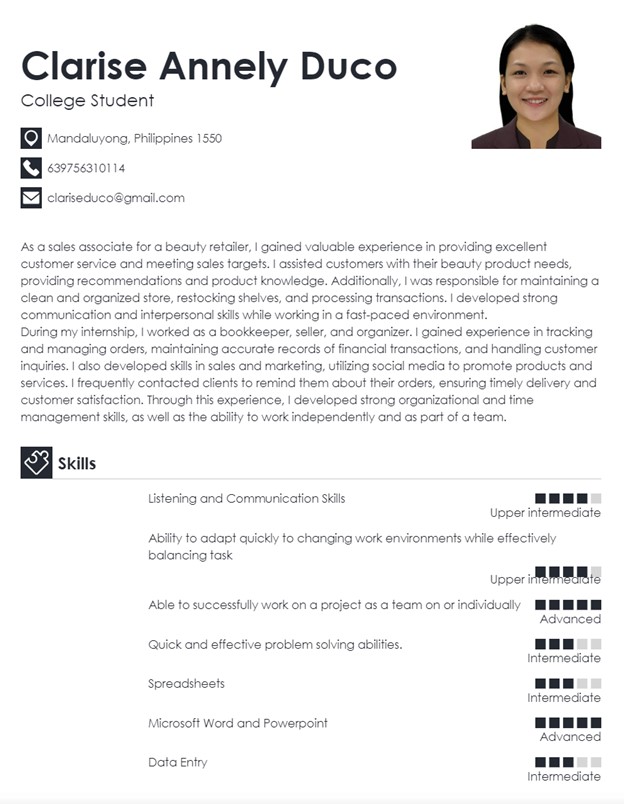 Clarise Annely Duco
College Student
Mandaluyong, Philippines 1550
639756310114
clariseduco@gmail.com
As a sales associate for a beauty retailer, I gained valuable experience in providing excellent
customer service and meeting sales targets. I assisted customers with their beauty product needs,
providing recommendations and product knowledge. Additionally, I was responsible for maintaining a
clean and organized store, restocking shelves, and processing transactions. I developed strong
communication and interpersonal skills while working in a fast-paced environment.
During my internship, I worked as a bookkeeper, seller, and organizer. I gained experience in tracking
and managing orders, maintaining accurate records of financial transactions, and handling customer
inquiries. I also developed skills in sales and marketing, utilizing social media to promote products and
services. I frequently contacted clients to remind them about their orders, ensuring timely delivery and
customer satisfaction. Through this experience, I developed strong organizational and time
management skills, as well as the ability to work independently and as part of a team.
Skills
Listening and Communication Skills
Upper intermediate
Ability to adapt quickly to changing work environments while effectively
balancing task
Upper intermediate
Able to successfully work on a project as a team on or individually
Advanced
Quick and effective problem solving abilities.
Intermediate
Spreadsheets
Intermediate
Microsoft Word and Powerpoint
Advanced
Data Entry
Intermediate